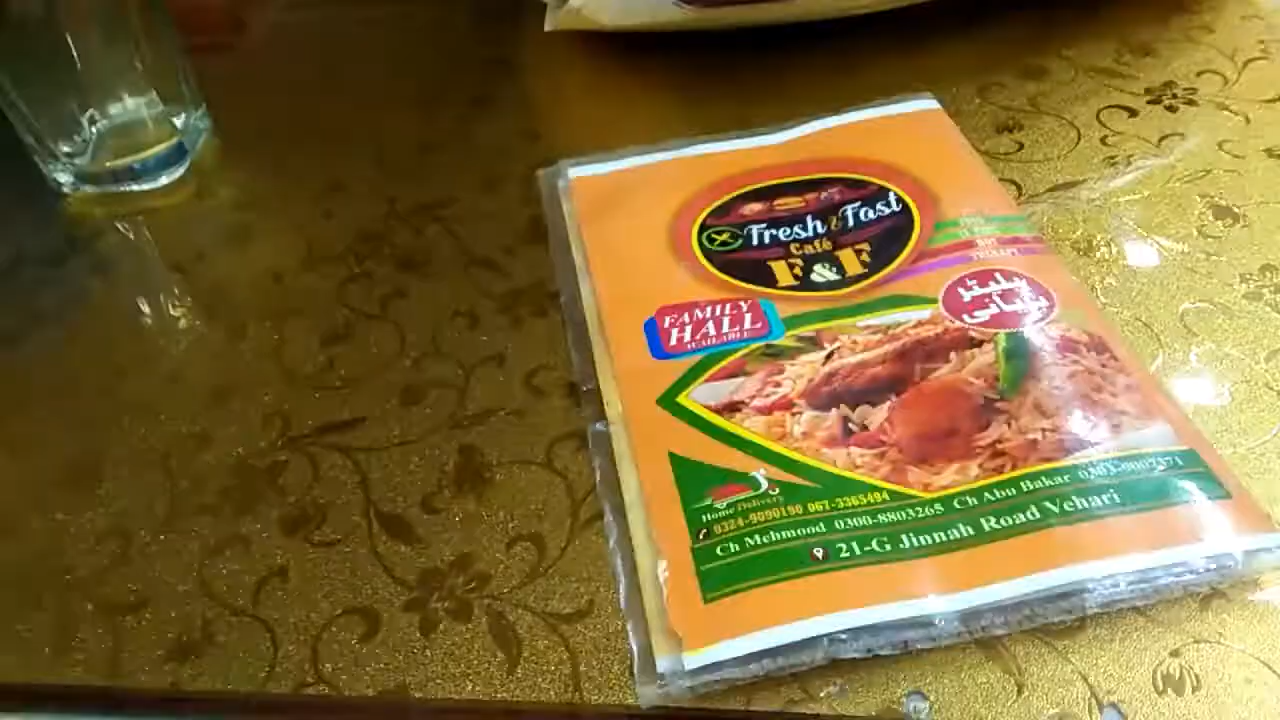 Fresh & Fast
Café
F&F
FAMILY
HALL
AVAILABLE
پلیٹر
بریانی
Home Delivery
0324-9090190 067-3365494
Ch Mehmood 0300-8803265 Ch Abu Bakar
21-G Jinnah Road Vehari